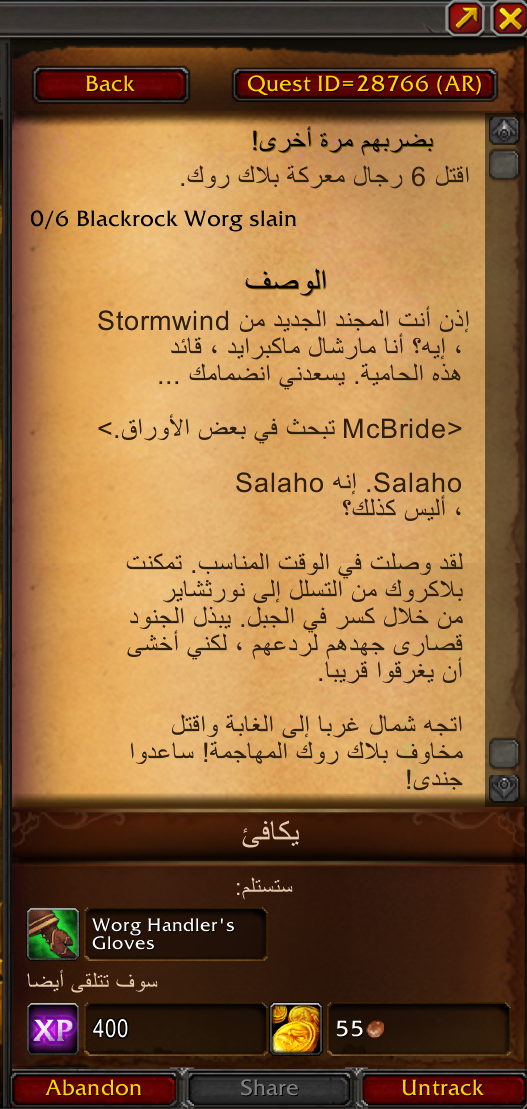 Back
Quest ID=28766 (AR)
بضربهم مرة أخرى!
اقتل 6 رجال معركة بلاك روك.
0/6 Blackrock Worg slain
الوصف
إذن أنت المجند الجديد من Stormwind
، إيه؟ أنا مارشال ماكبرايد ، قائد
هذه الحامية. يسعدني انضمامك ...
<McBride تبحث في بعض الأوراق.>
Salaho. إنه Salaho
، أليس كذلك؟
لقد وصلت في الوقت المناسب. تمكنت
بلاكروك من التسلل إلى نورثشاير
من خلال كسر في الجبل. يبذل الجنود
قصارى جهدهم لردعهم ، لكني أخشى
أن يغرقوا قريبا.
اتجه شمال غربا إلى الغابة واقتل
مخاوف بلاك روك المهاجمة! ساعدوا
جندى!
يكافئ
ستستلم:
Worg Handler's
Gloves
سوف تتلقى أيضا
XP
400
55
Abandon
Share
Untrack